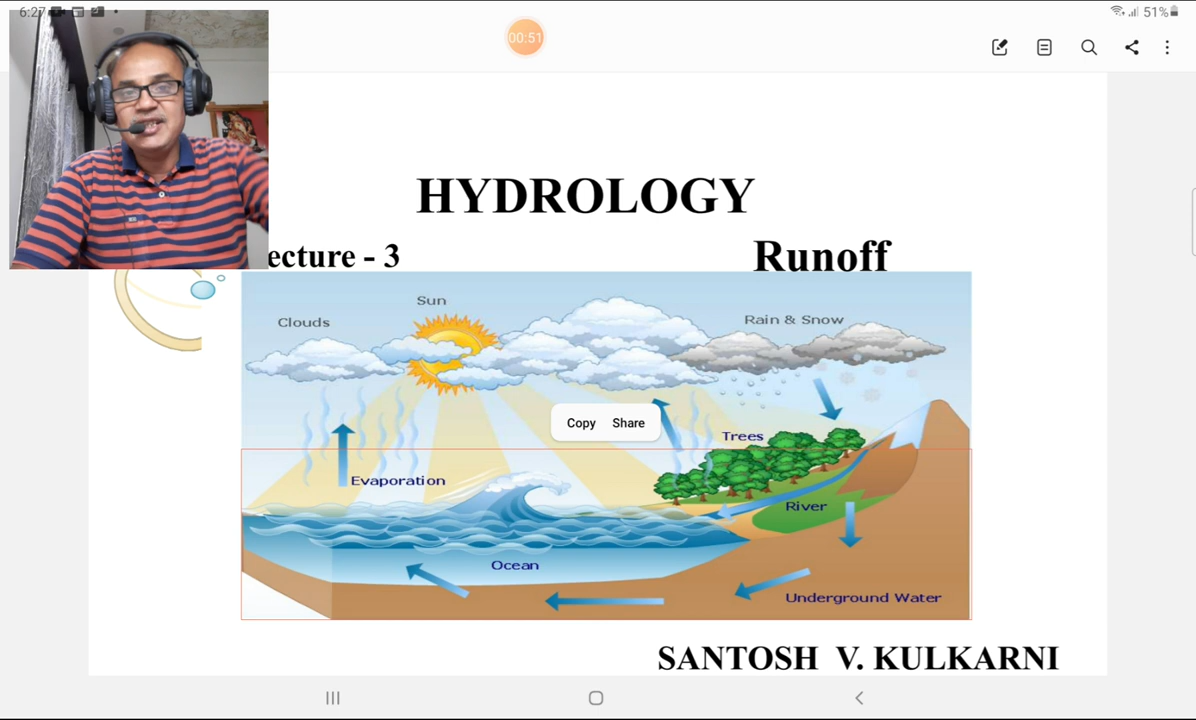 6:27
51%
00:51
HYDROLOGY
ecture - 3
Runoff
Sun
Clouds
Rain & Snow
Copy Share
Trees
Evaporation
River
Ocean
Underground Water
SANTOSH V. KULKARNI